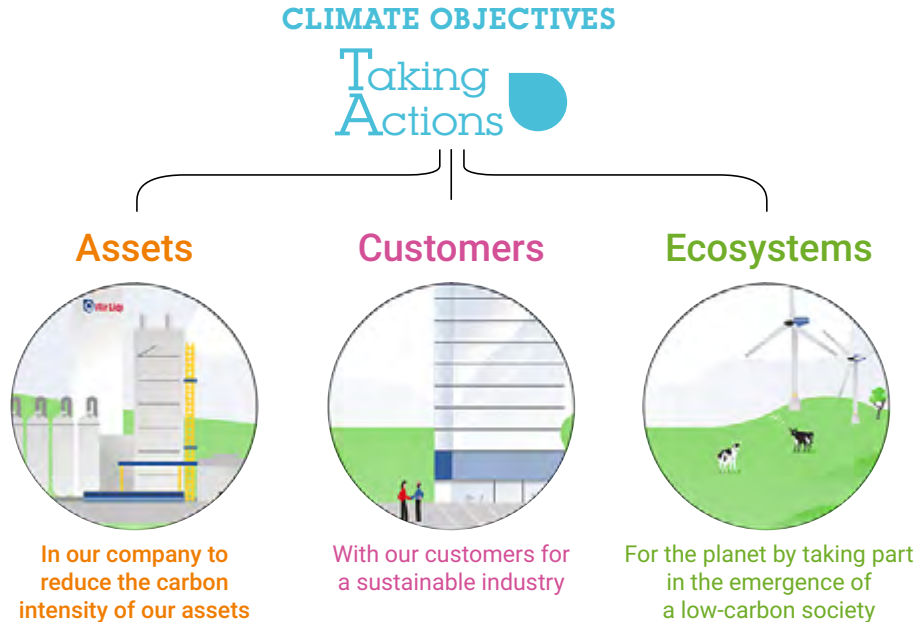 CLIMATE OBJECTIVES
Taking
Actions
Assets
Customers
Ecosystems
In our company to
reduce the carbon
intensity of our assets
With our customers for
a sustainable industry
For the planet by taking part
in the emergence of
a low-carbon society